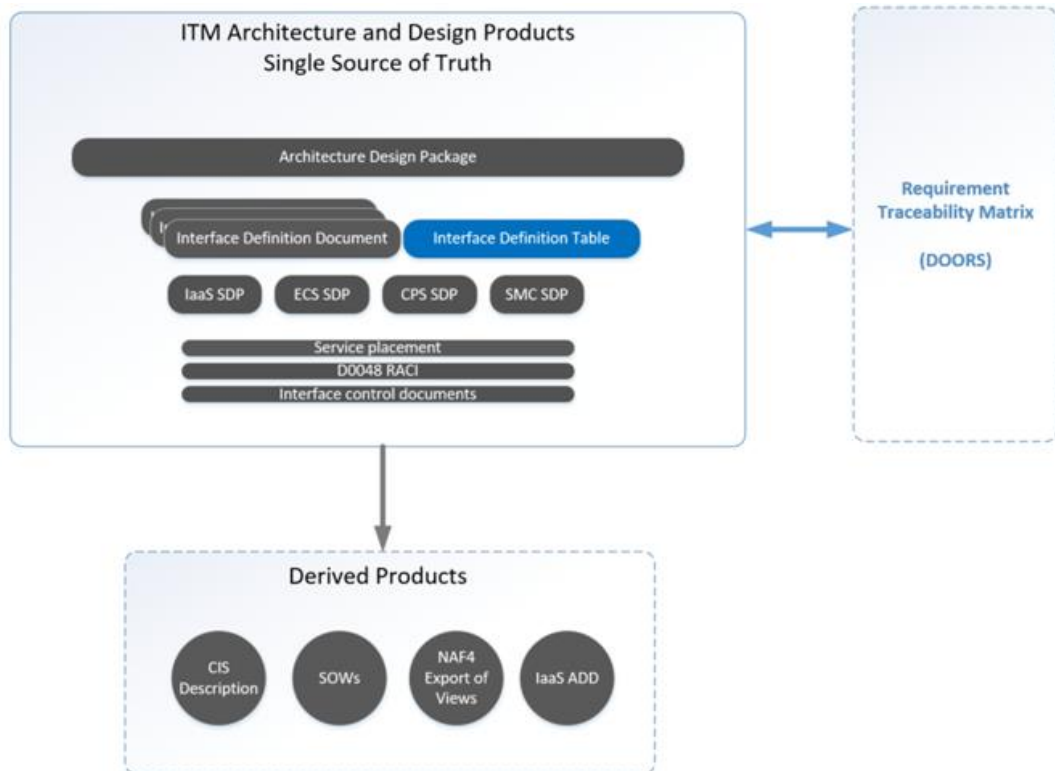 ITM Architecture and Design Products
Single Source of Truth
Architecture Design Package
Interface Definition Document
Interface Definition Table
IaaS SDP
ECS SDP
CPS SDP
SMC SDP
Service placement
D0048 RACI
Interface control documents
Requirement
Traceability Matrix
(DOORS)
Derived Products
CIS
Description
SOWs
NAF4
Export of
Views
IaaS ADD